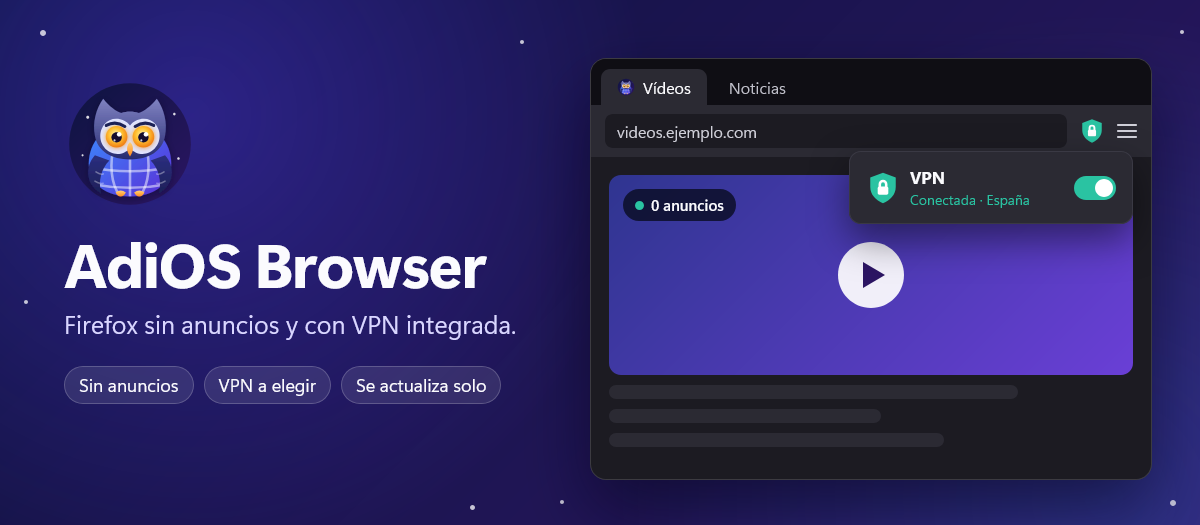 AdiOS Browser
Firefox sin anuncios y con VPN integrada.
Sin anuncios
VPN a elegir
Se actualiza solo
Vídeos
Noticias
videos.ejemplo.com
VPN
Conectada · España
0 anuncios